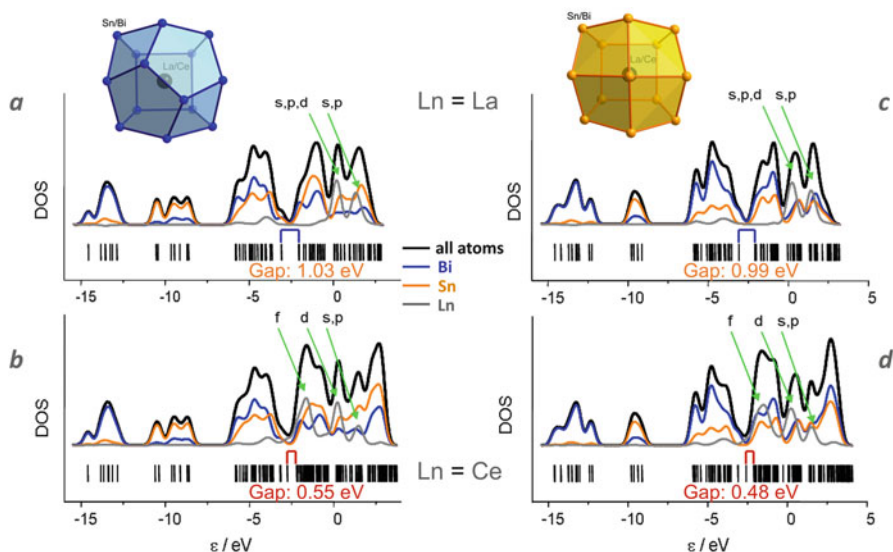 Sn/Bi
La/Ce
a
s,p,d s,p
Ln = La
DOS
Gap: 1.03 eV
-15 -10 -5 0
all atoms
Bi
Sn
Ln
Sn/Bi
La/Ce
c
s,p,d s,p
DOS
Gap: 0.99 eV
-15 -10 -5 0 5
b
f d s,p
DOS
Gap: 0.55 eV
-15 -10 -5 0
ε / eV
Ln = Ce
d
f d s,p
DOS
Gap: 0.48 eV
-15 -10 -5 0 5
ε / eV